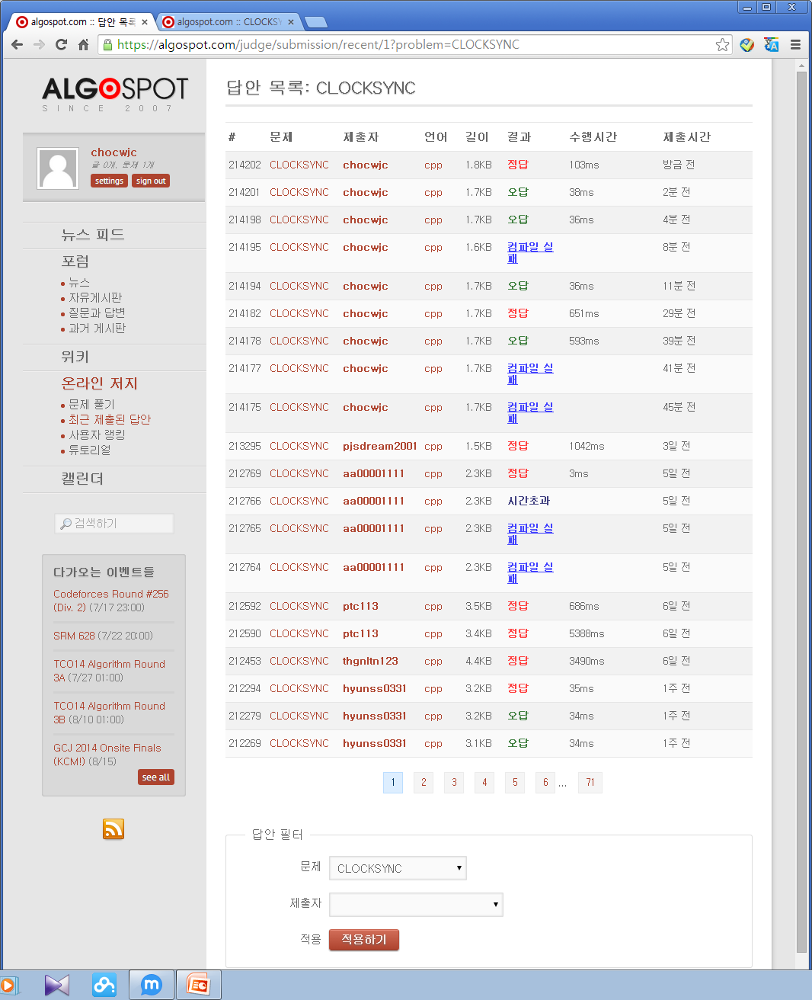 algospot.com :: 답안 목록
algospot.com :: CLOCKSY
https://algospot.com/judge/submission/recent/1?problem=CLOCKSYNC
ALGOSPOT
SINCE 2007
chocwjc
글 0개, 문제 1개
settings sign out
뉴스 피드
포럼
뉴스
자유게시판
질문과 답변
과거 게시판
위키
온라인 저지
문제 풀기
최근 제출된 답안
사용자 랭킹
튜토리얼
캘린더
검색하기
다가오는 이벤트들
Codeforces Round #256
(Div. 2) (7/17 23:00)
SRM 628 (7/22 20:00)
TCO14 Algorithm Round
3A (7/27 01:00)
TCO14 Algorithm Round
3B (8/10 01:00)
GCJ 2014 Onsite Finals
(KCM!) (8/15)
see all
답안 목록: CLOCKSYNC
# 문제 제출자 언어 길이 결과 수행시간 제출시간
214202 CLOCKSYNC chocwjc cpp 1.8KB 정답 103ms 방금 전
214201 CLOCKSYNC chocwjc cpp 1.7KB 오답 38ms 2분 전
214198 CLOCKSYNC chocwjc cpp 1.7KB 오답 36ms 4분 전
214195 CLOCKSYNC chocwjc cpp 1.6KB 컴파일 실 8분 전
패
214194 CLOCKSYNC chocwjc cpp 1.7KB 오답 36ms 11분 전
214182 CLOCKSYNC chocwjc cpp 1.7KB 정답 651ms 29분 전
214178 CLOCKSYNC chocwjc cpp 1.7KB 오답 593ms 39분 전
214177 CLOCKSYNC chocwjc cpp 1.7KB 컴파일 실 41분 전
패
214175 CLOCKSYNC chocwjc cpp 1.7KB 컴파일 실 45분 전
패
213295 CLOCKSYNC pjsdream2001 cpp 1.5KB 정답 1042ms 3일 전
212769 CLOCKSYNC aa00001111 cpp 2.3KB 정답 3ms 5일 전
212766 CLOCKSYNC aa00001111 cpp 2.3KB 시간초과 5일 전
212765 CLOCKSYNC aa00001111 cpp 2.3KB 컴파일 실 5일 전
패
212764 CLOCKSYNC aa00001111 cpp 2.3KB 컴파일 실 5일 전
패
212592 CLOCKSYNC ptc113 cpp 3.5KB 정답 686ms 6일 전
212590 CLOCKSYNC ptc113 cpp 3.4KB 정답 5388ms 6일 전
212453 CLOCKSYNC thgnltn123 cpp 4.4KB 정답 3490ms 6일 전
212294 CLOCKSYNC hyunss0331 cpp 3.2KB 정답 35ms 1주 전
212279 CLOCKSYNC hyunss0331 cpp 3.2KB 오답 34ms 1주 전
212269 CLOCKSYNC hyunss0331 cpp 3.1KB 오답 34ms 1주 전
1 2 3 4 5 6 ... 71
답안 필터
문제 CLOCKSYNC
제출자
적용 적용하기